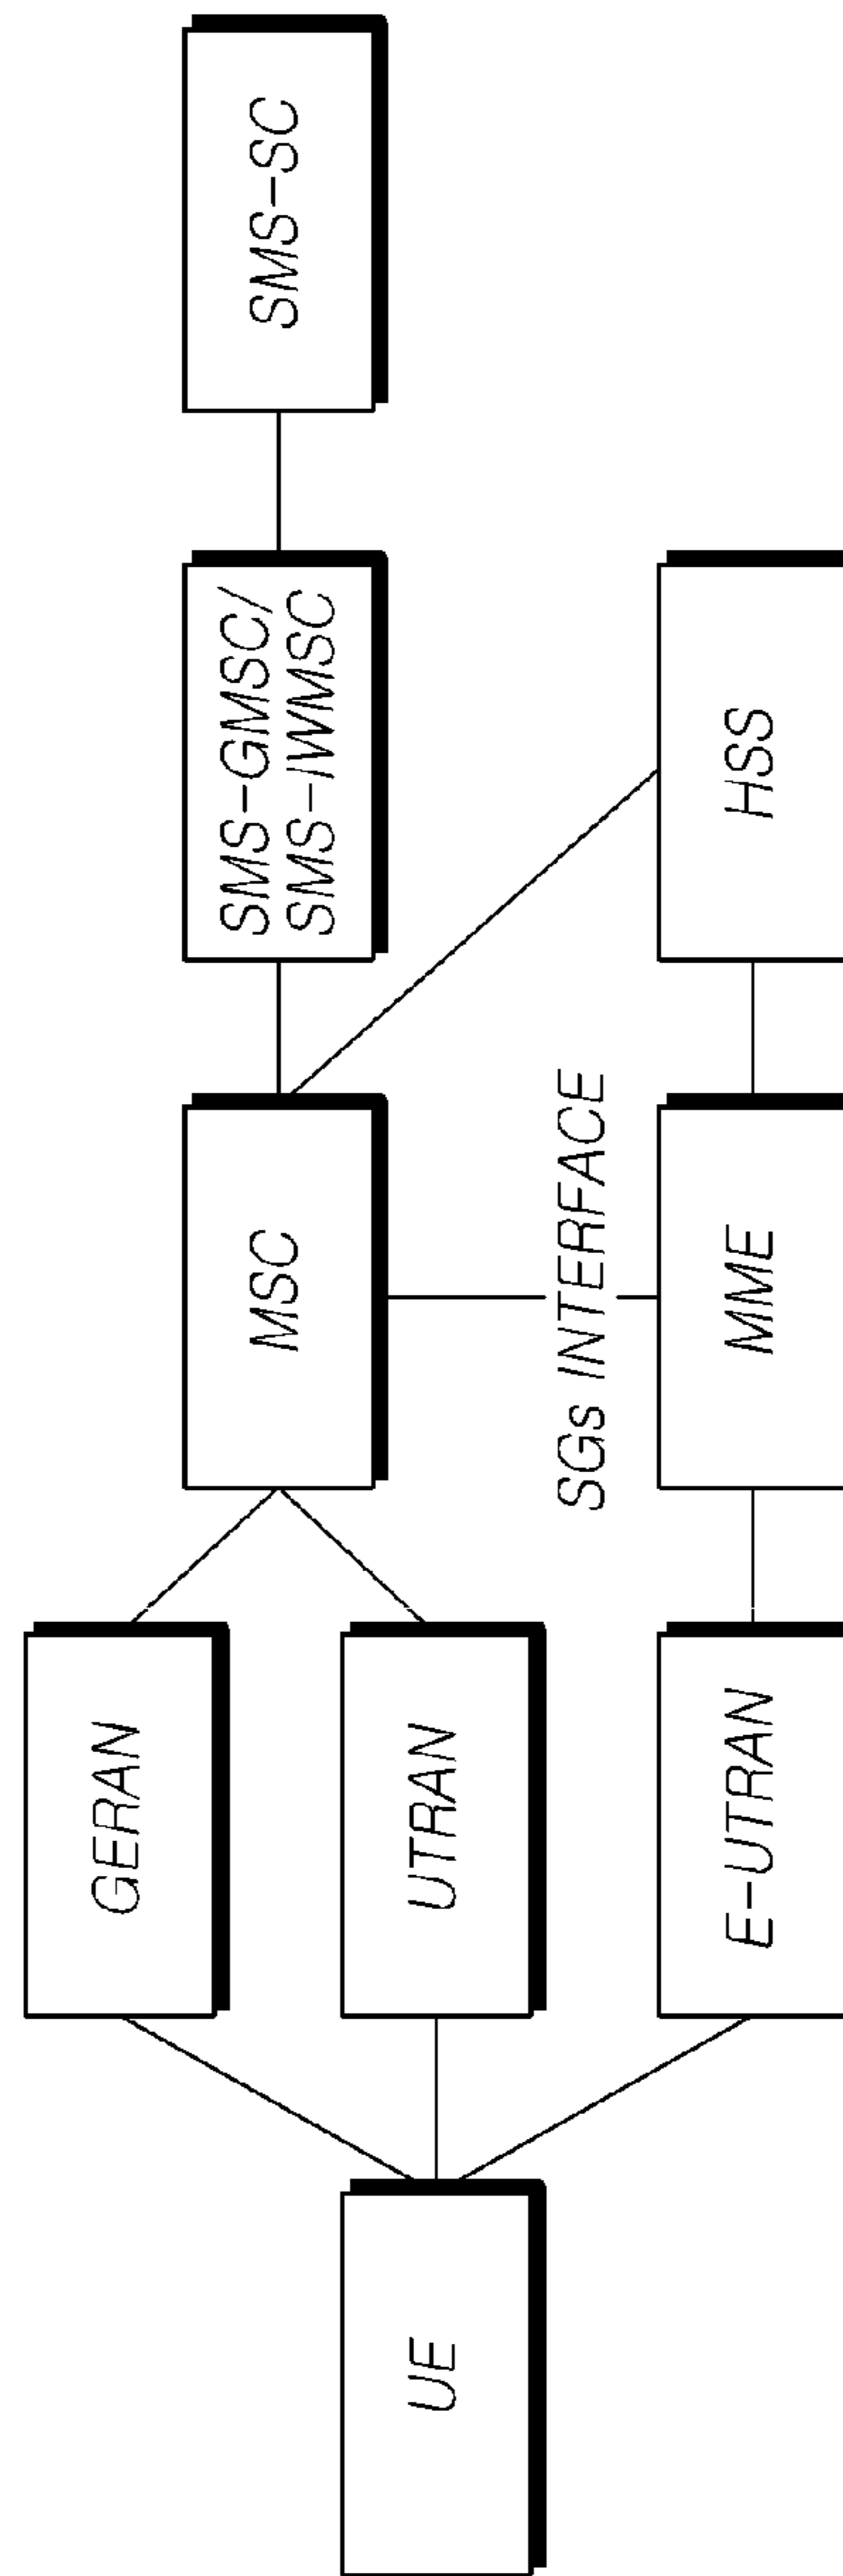 GERAN
MSC
SMS-GMSC/
SMS-IWMSC
SMS-SC
UE
UTRAN
SGs INTERFACE
E-UTRAN
MME
HSS